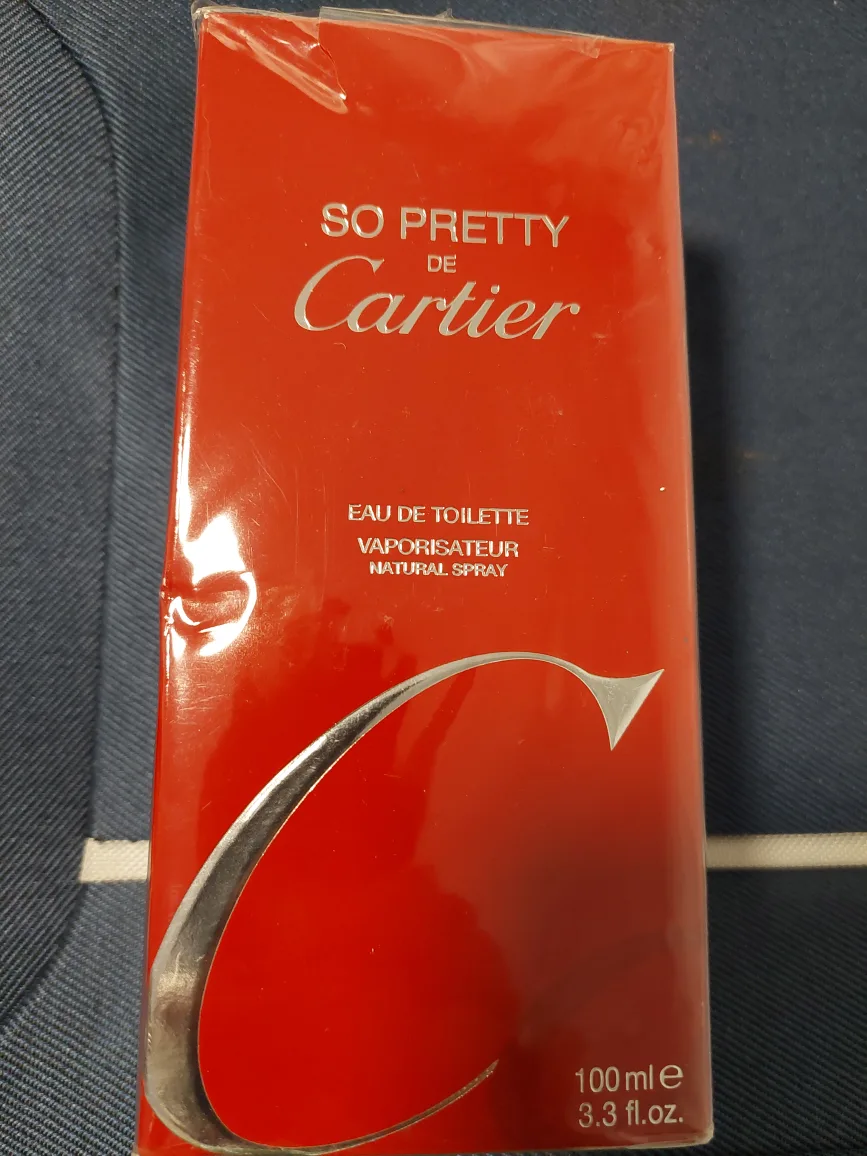 SO PRETTY
DE
Cartier
EAU DE TOILETTE
VAPORISATEUR
NATURAL SPRAY
100 ml e
3.3 fl.oz.